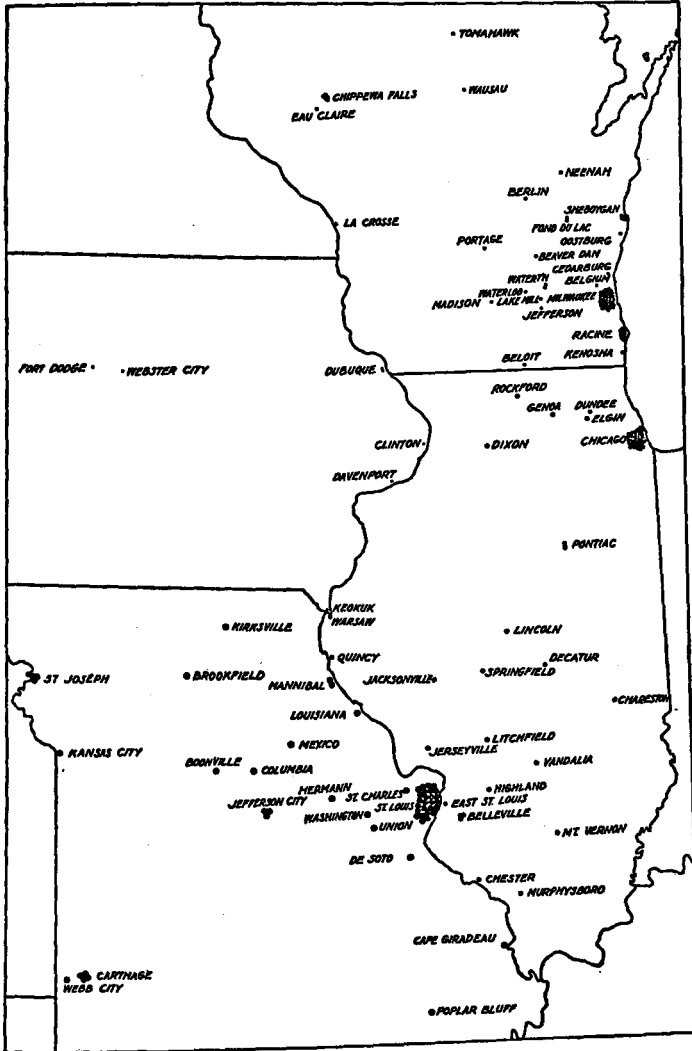 TOMAHAWK
CHIPPEWA FALLS
WAUSAU
EAU CLAIRE
NEENAH
BERLIN
SHEBOYGAN
LA CROSSE
FOND DU LAC
OOSTBURG
PORTAGE
BEAVER DAM
CEDARBURG
WATERTN
BELGIUM
WATERLOO
MADISON
LAKE MILL
MILWAUKEE
JEFFERSON
RACINE
KENOSHA
BELOIT
FORT DODGE
WEBSTER CITY
DUBUQUE
ROCKFORD
GENOA
DUNDEE
ELGIN
CLINTON
DIXON
CHICAGO
DAVENPORT
PONTIAC
KEOKUK
WARSAW
KIRKSVILLE
LINCOLN
QUINCY
DECATUR
ST JOSEPH
BROOKFIELD
MANNIBAL
JACKSONVILLE
SPRINGFIELD
CHARESTON
LOUISIANA
MEXICO
LITCHFIELD
JERSEYVILLE
KANSAS CITY
BOONVILLE
COLUMBIA
VANDALIA
HERMANN
ST. CHARLES
HIGHLAND
JEFFERSON CITY
WASHINGTON
ST. LOUIS
EAST ST. LOUIS
BELLEVILLE
UNION
MT. VERNON
DE SOTO
CHESTER
MURPHYSBORO
CAPE GIRADEAU
CARTHAGE
WEBB CITY
POPLAR BLUFF